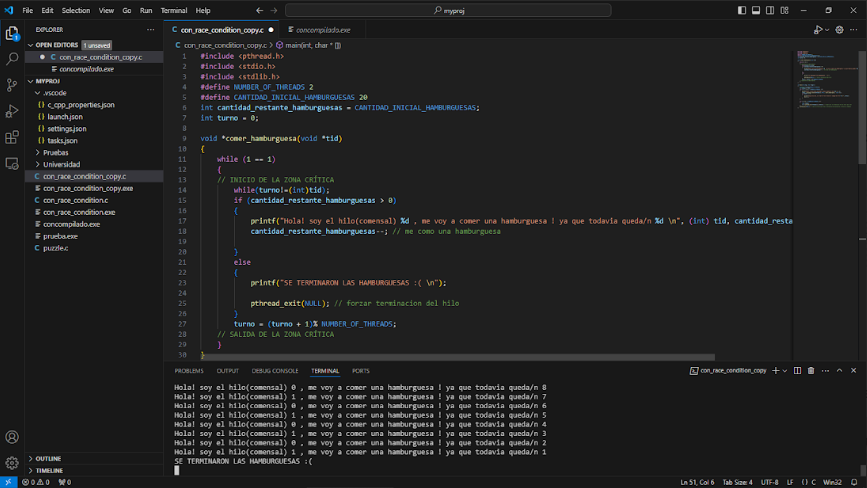 File Edit Selection View Go Run Terminal Help
myproj
EXPLORER
OPEN EDITORS 1 unsaved
con_race_condition_copy.c
concompilado.exe
MYPROJ
.vscode
c_cpp_properties.json
launch.json
settings.json
tasks.json
Pruebas
Universidad
con_race_condition_copy.c
con_race_condition_copy.exe
con_race_condition.c
con_race_condition.exe
concompilado.exe
prueba.exe
puzzle.c
OUTLINE
TIMELINE
con_race_condition_copy.c
concompilado.exe
con_race_condition_copy.c > main(int, char * [])
1 #include <pthread.h>
2 #include <stdio.h>
3 #include <stdlib.h>
4 #define NUMBER_OF_THREADS 2
5 #define CANTIDAD_INICIAL_HAMBURGUESAS 20
6 int cantidad_restante_hamburguesas = CANTIDAD_INICIAL_HAMBURGUESAS;
7 int turno = 0;
8
9 void *comer_hamburguesa(void *tid)
10 {
11 while (1 == 1)
12 {
13 // INICIO DE LA ZONA CRÍTICA
14 while(turno!=(int)tid);
15 if (cantidad_restante_hamburguesas > 0)
16 {
17 printf("Hola! soy el hilo(comensal) %d , me voy a comer una hamburguesa ! ya que todavia queda/n %d \n", (int) tid, cantidad_resta
18 cantidad_restante_hamburguesas--; // me como una hamburguesa
19
20 }
21 else
22 {
23 printf("SE TERMINARON LAS HAMBURGUESAS :( \n");
24
25 pthread_exit(NULL); // forzar terminacion del hilo
26 }
27 turno = (turno + 1)% NUMBER_OF_THREADS;
28 // SALIDA DE LA ZONA CRÍTICA
29 }
30 }
PROBLEMS OUTPUT DEBUG CONSOLE TERMINAL PORTS
con_race_condition_copy
Hola! soy el hilo(comensal) 0 , me voy a comer una hamburguesa ! ya que todavia queda/n 8
Hola! soy el hilo(comensal) 1 , me voy a comer una hamburguesa ! ya que todavia queda/n 7
Hola! soy el hilo(comensal) 0 , me voy a comer una hamburguesa ! ya que todavia queda/n 6
Hola! soy el hilo(comensal) 1 , me voy a comer una hamburguesa ! ya que todavia queda/n 5
Hola! soy el hilo(comensal) 0 , me voy a comer una hamburguesa ! ya que todavia queda/n 4
Hola! soy el hilo(comensal) 1 , me voy a comer una hamburguesa ! ya que todavia queda/n 3
Hola! soy el hilo(comensal) 0 , me voy a comer una hamburguesa ! ya que todavia queda/n 2
Hola! soy el hilo(comensal) 1 , me voy a comer una hamburguesa ! ya que todavia queda/n 1
SE TERMINARON LAS HAMBURGUESAS :(
0 0 0 Ln 51, Col 6 Tab Size: 4 UTF-8 LF {} C Win32